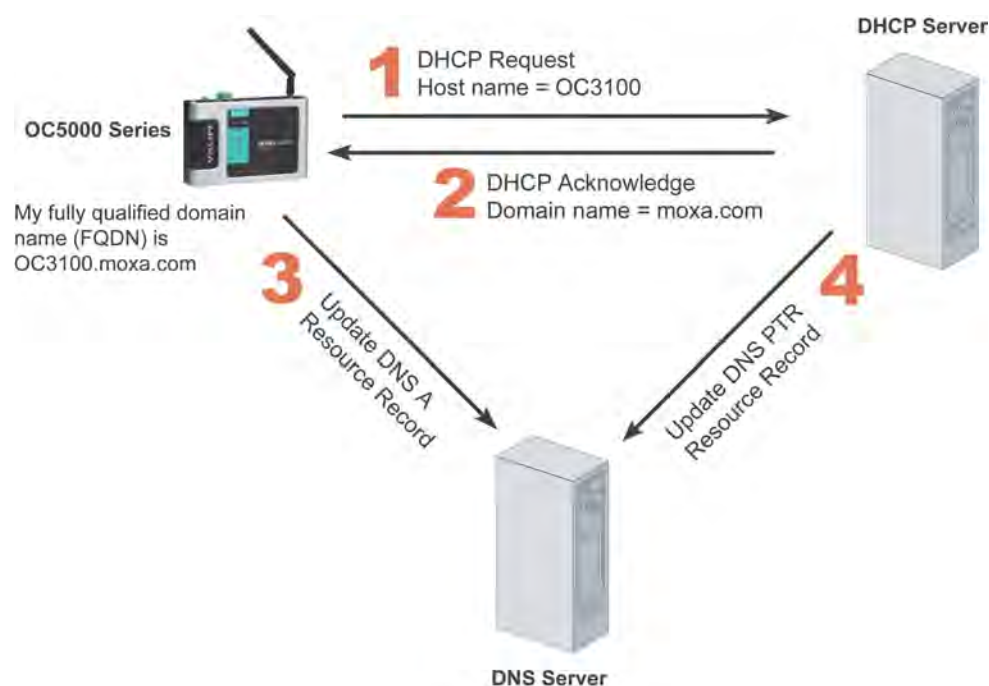 DHCP Server
1
DHCP Request
Host name = OC3100
OC5000 Series
2
DHCP Acknowledge
Domain name = moxa.com
My fully qualified domain
name (FQDN) is
OC3100.moxa.com
3
Update DNS A
Resource Record
4
Update DNS PTR
Resource Record
DNS Server